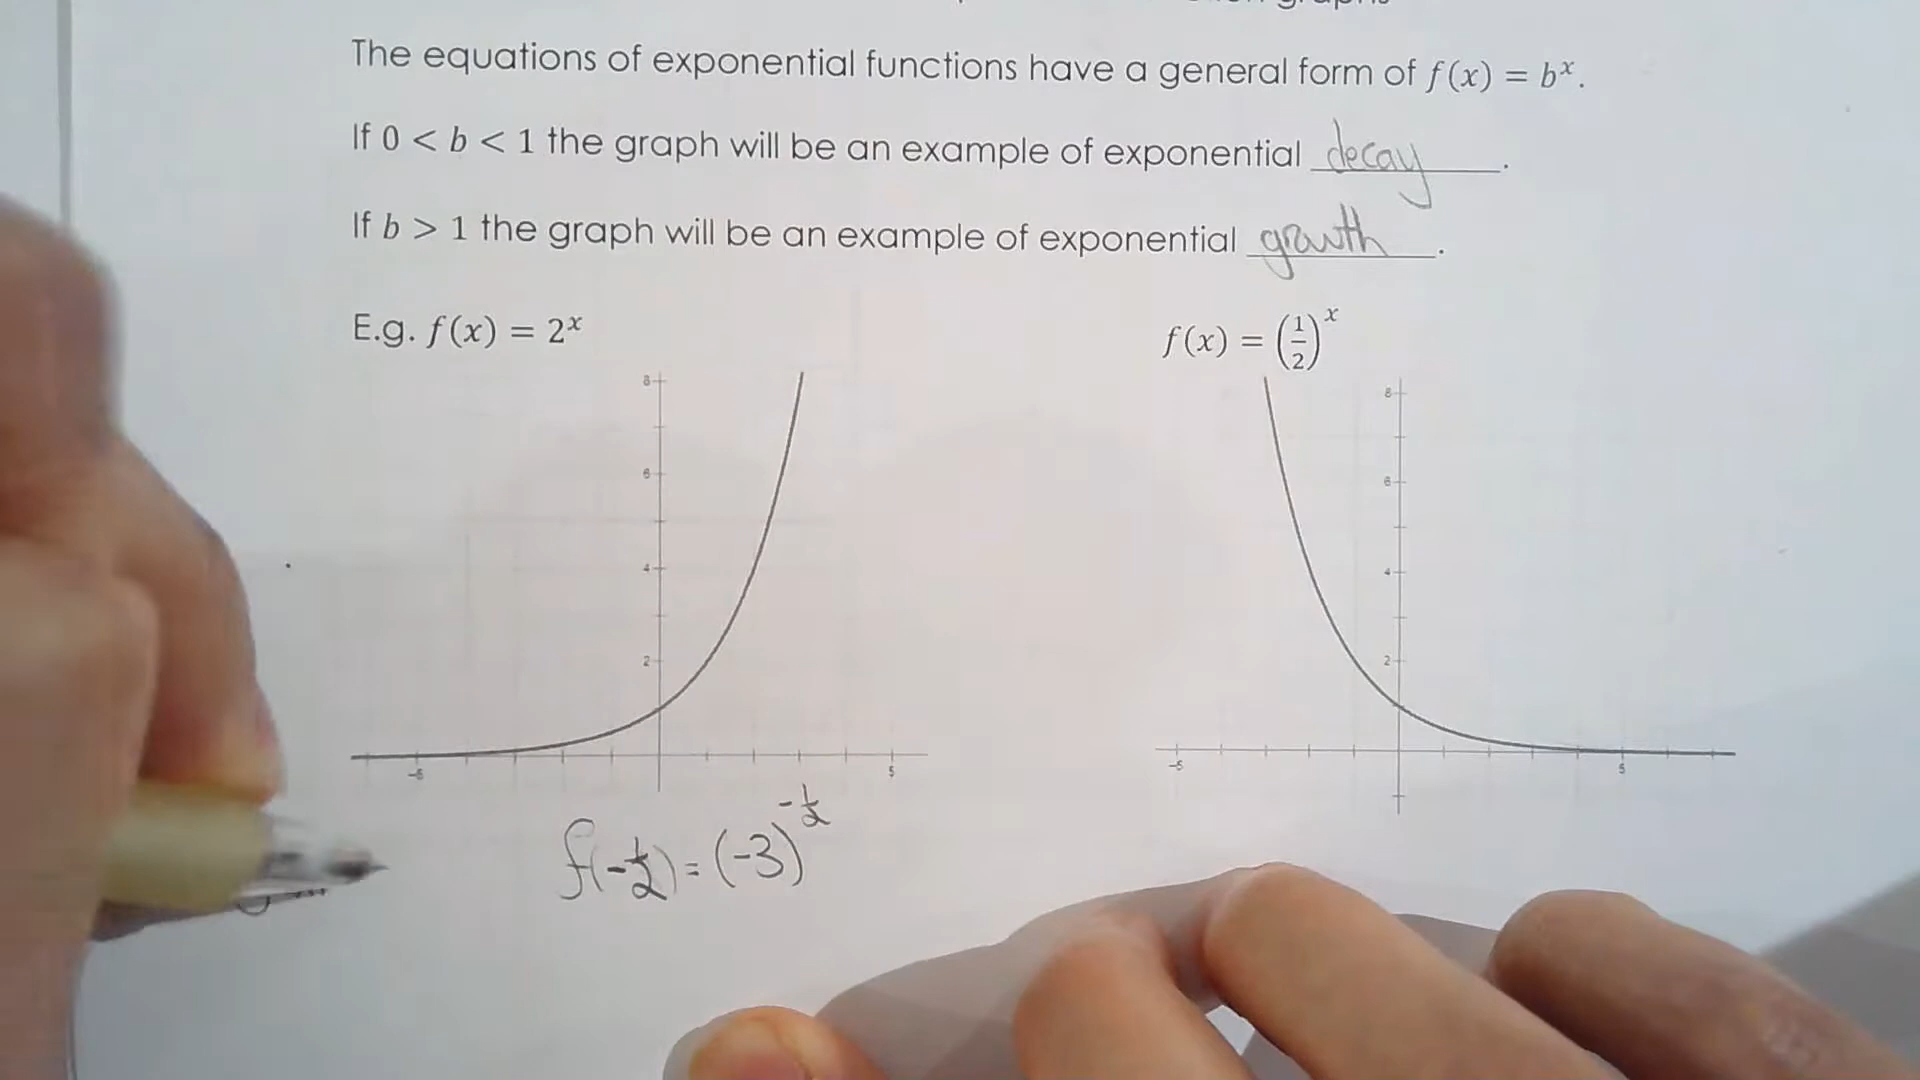 The equations of exponential functions have a general form of f(x) = bˣ.
If 0 < b < 1 the graph will be an example of exponential decay.
If b > 1 the graph will be an example of exponential growth.
E.g. f(x) = 2ˣ
f(x) = (1/2)ˣ
8
6
4
2
-5
5
8
6
4
2
-5
5
f(-1/2) = (-3)^(-1/2)